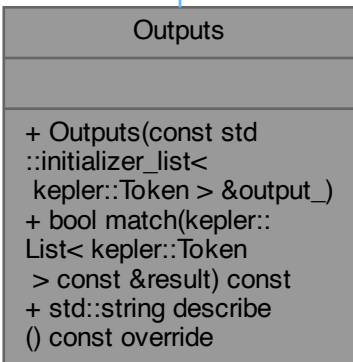 Outputs
+ Outputs(const std
::initializer_list<
kepler::Token > &output_)
+ bool match(kepler::
List< kepler::Token
> const &result) const
+ std::string describe
() const override